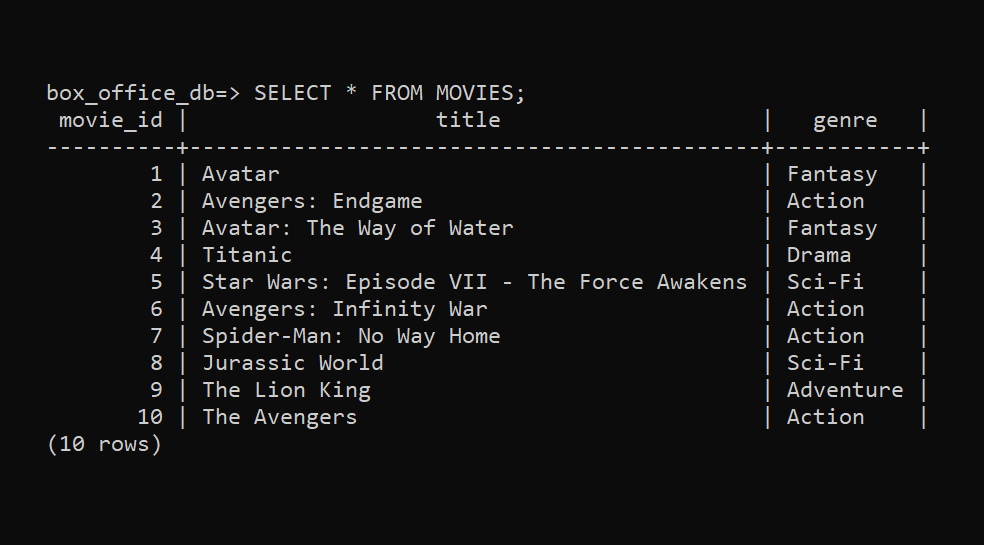 box_office_db=> SELECT * FROM MOVIES;
 movie_id |                   title                    |   genre   |
----------+--------------------------------------------+-----------+
        1 | Avatar                                     | Fantasy   |
        2 | Avengers: Endgame                          | Action    |
        3 | Avatar: The Way of Water                   | Fantasy   |
        4 | Titanic                                    | Drama     |
        5 | Star Wars: Episode VII - The Force Awakens | Sci-Fi    |
        6 | Avengers: Infinity War                     | Action    |
        7 | Spider-Man: No Way Home                    | Action    |
        8 | Jurassic World                             | Sci-Fi    |
        9 | The Lion King                              | Adventure |
       10 | The Avengers                               | Action    |
(10 rows)